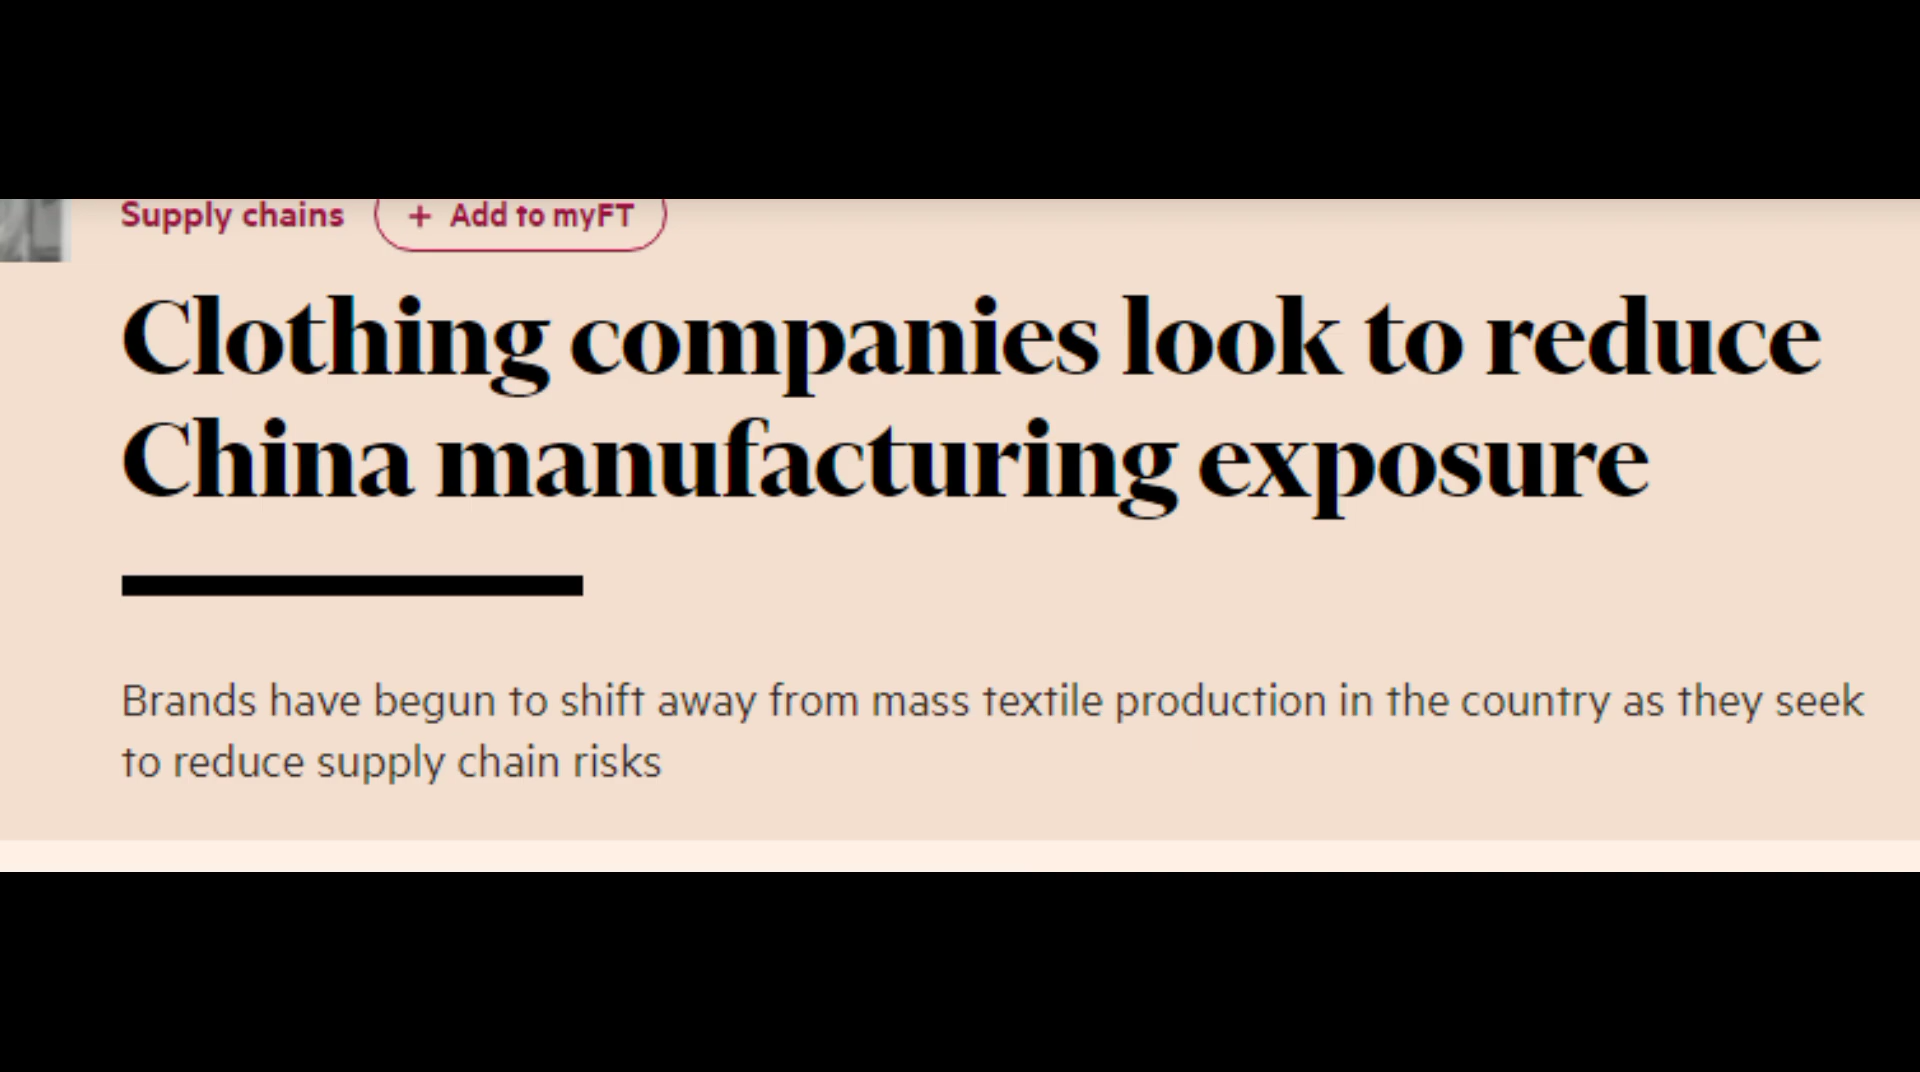 Supply chains + Add to myFT
Clothing companies look to reduce
China manufacturing exposure
Brands have begun to shift away from mass textile production in the country as they seek
to reduce supply chain risks